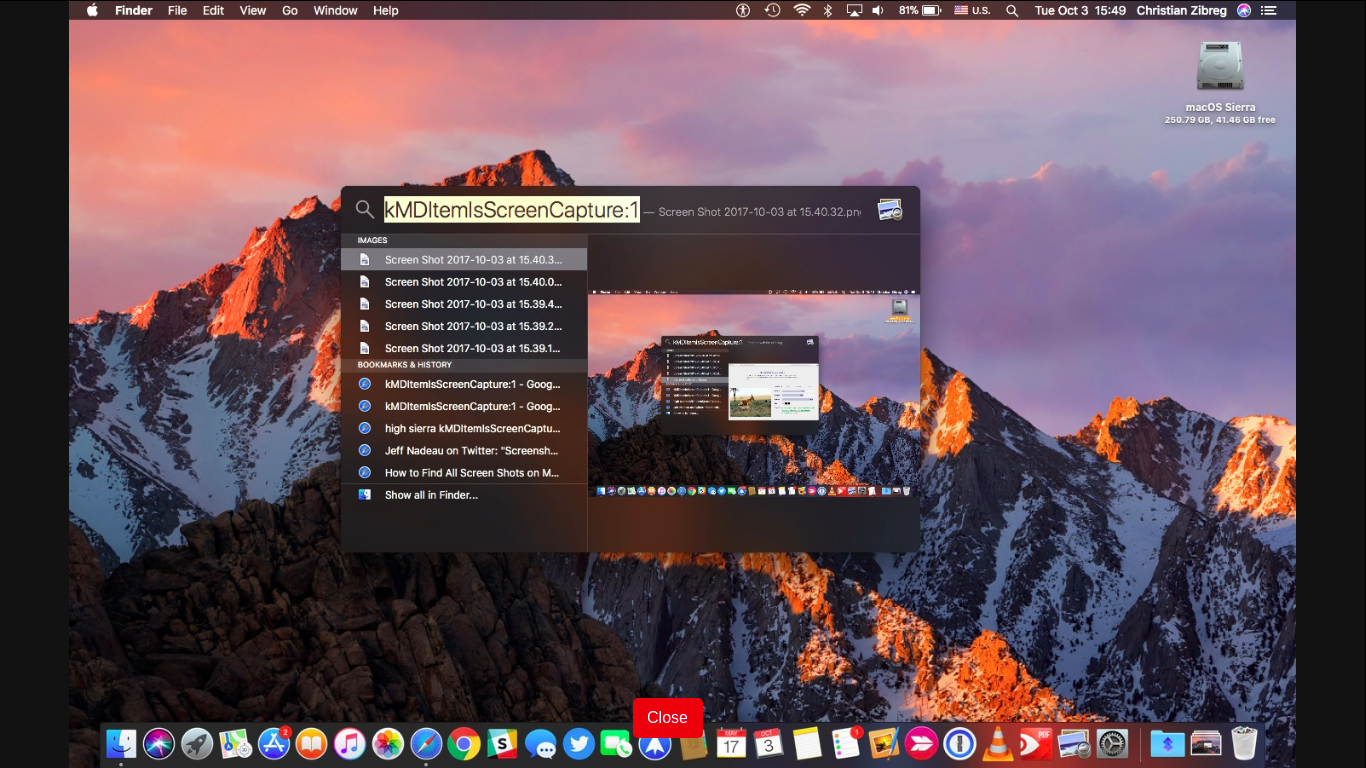 Finder File Edit View Go Window Help 81% U.S. Tue Oct 3 15:49 Christian Zibreg
macOS Sierra
250.79 GB, 41.46 GB free
kMDItemIsScreenCapture:1 — Screen Shot 2017-10-03 at 15.40.32.pn
IMAGES
Screen Shot 2017-10-03 at 15.40.3...
Screen Shot 2017-10-03 at 15.40.0...
Screen Shot 2017-10-03 at 15.39.4...
Screen Shot 2017-10-03 at 15.39.2...
Screen Shot 2017-10-03 at 15.39.1...
BOOKMARKS & HISTORY
kMDItemIsScreenCapture:1 - Goog...
kMDItemIsScreenCapture:1 - Goog...
high sierra kMDItemIsScreenCaptu...
Jeff Nadeau on Twitter: "Screensh...
How to Find All Screen Shots on M...
Show all in Finder...
kMDItemIsScreenCapture:1
Close
2
MAY
17
OCT
3
1
PDF